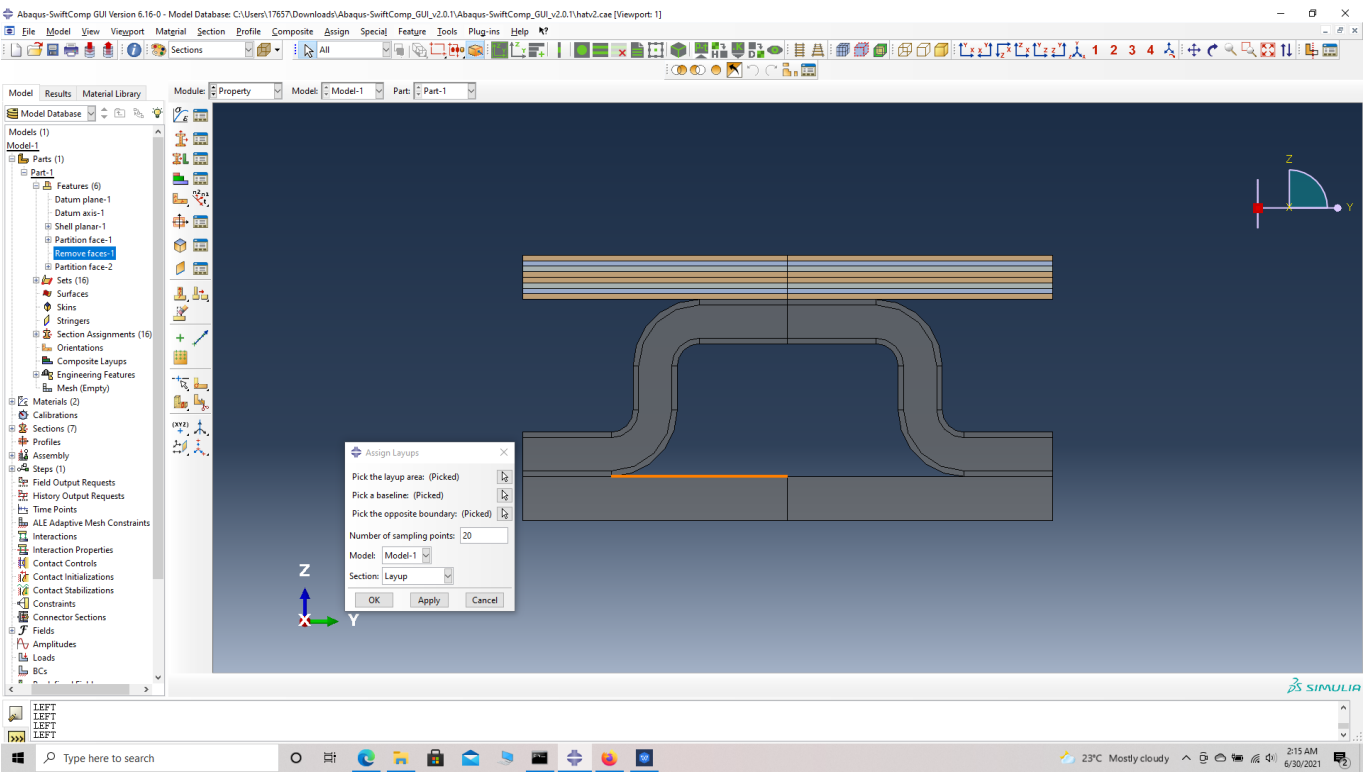 Abaqus-SwiftComp GUI Version 6.16-0 - Model Database: C:\Users\17657\Downloads\Abaqus-SwiftComp_GUI_v2.0.1\Abaqus-SwiftComp_GUI_v2.0.1\hatv2.cae [Viewport: 1]
File Model View Viewport Material Section Profile Composite Assign Special Feature Tools Plug-ins Help
Sections All 1 2 3 4
Model Results Material Library Module: Property Model: Model-1 Part: Part-1
Model Database
Models (1)
Model-1
Parts (1)
Part-1
Features (6)
Datum plane-1
Datum axis-1
Shell planar-1
Partition face-1
Remove faces-1
Partition face-2
Sets (16)
Surfaces
Skins
Stringers
Section Assignments (16)
Orientations
Composite Layups
Engineering Features
Mesh (Empty)
Materials (2)
Calibrations
Sections (7)
Profiles
Assembly
Steps (1)
Field Output Requests
History Output Requests
Time Points
ALE Adaptive Mesh Constraints
Interactions
Interaction Properties
Contact Controls
Contact Initializations
Contact Stabilizations
Constraints
Connector Sections
Fields
Amplitudes
Loads
BCs
Z
X Y
Assign Layups
Pick the layup area: (Picked)
Pick a baseline: (Picked)
Pick the opposite boundary: (Picked)
Number of sampling points: 20
Model: Model-1
Section: Layup
OK Apply Cancel
Z
X Y
SIMULIA
LEFT
LEFT
LEFT
LEFT
Type here to search
23°C Mostly cloudy
2:15 AM
6/30/2021
2